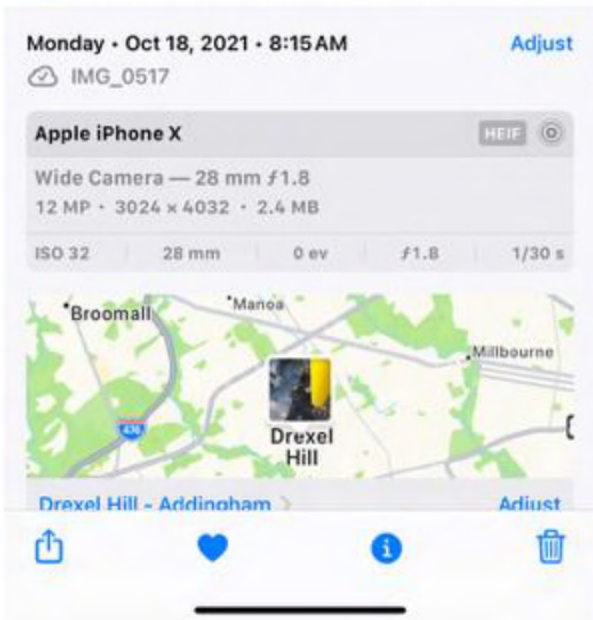 Monday • Oct 18, 2021 • 8:15 AM
Adjust
IMG_0517
Apple iPhone X
HEIF
Wide Camera — 28 mm ƒ1.8
12 MP • 3024 × 4032 • 2.4 MB
ISO 32
28 mm
0 ev
ƒ1.8
1/30 s
Broomall
Manoa
Millbourne
Drexel
Hill
476
Drexel Hill - Addingham
Adjust